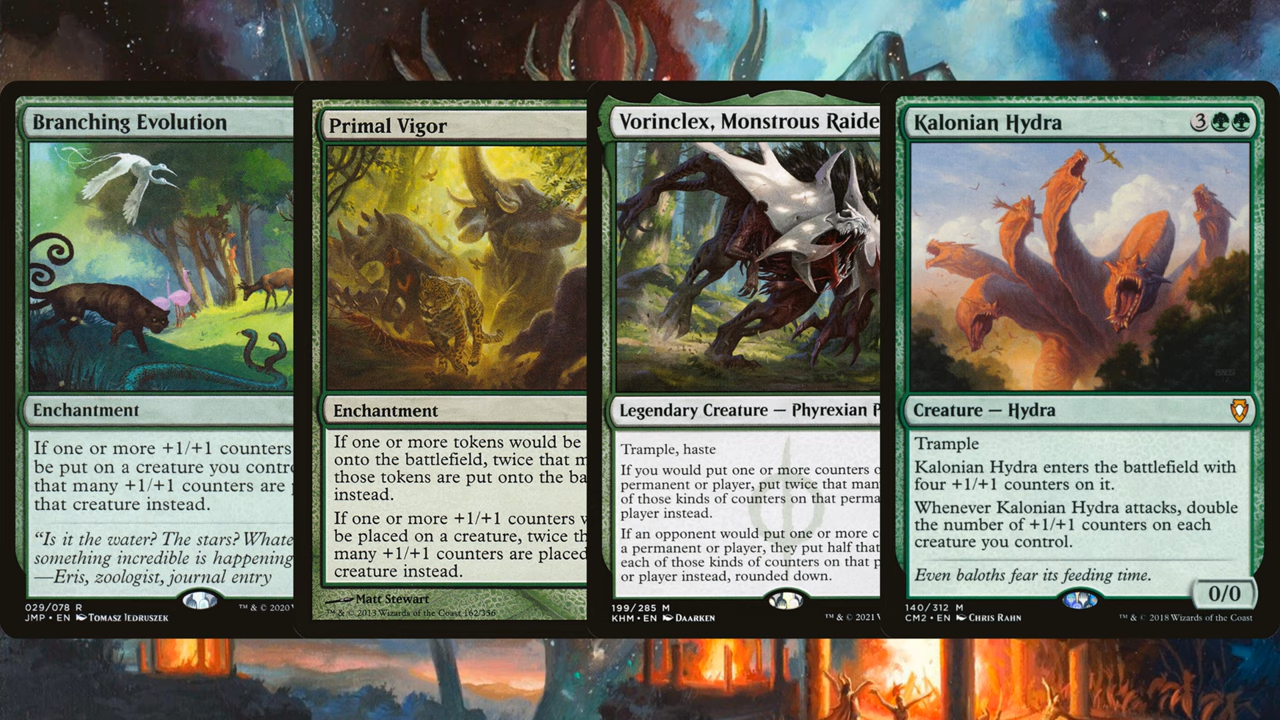 Branching Evolution
Enchantment
If one or more +1/+1 counters
be put on a creature you contro
that many +1/+1 counters are
that creature instead.
“Is it the water? The stars? Whate
something incredible is happening
—Eris, zoologist, journal entry
029/078 R
JMP • EN Tomasz Jedruszek
™ & © 2020
Primal Vigor
Enchantment
If one or more tokens would be
onto the battlefield, twice that m
those tokens are put onto the ba
instead.
If one or more +1/+1 counters w
be placed on a creature, twice th
many +1/+1 counters are placed
creature instead.
Matt Stewart
™ & © 2013 Wizards of the Coast 162/356
Vorinclex, Monstrous Raide
Legendary Creature — Phyrexian P
Trample, haste
If you would put one or more counters o
permanent or player, put twice that man
of those kinds of counters on that perma
player instead.
If an opponent would put one or more c
a permanent or player, they put half that
each of those kinds of counters on that p
or player instead, rounded down.
199/285 M
KHM • EN Daarken
™ & © 2021
Kalonian Hydra
3
Creature — Hydra
Trample
Kalonian Hydra enters the battlefield with
four +1/+1 counters on it.
Whenever Kalonian Hydra attacks, double
the number of +1/+1 counters on each
creature you control.
Even baloths fear its feeding time.
0/0
140/312 M
CM2 • EN Chris Rahn
™ & © 2018 Wizards of the Coast